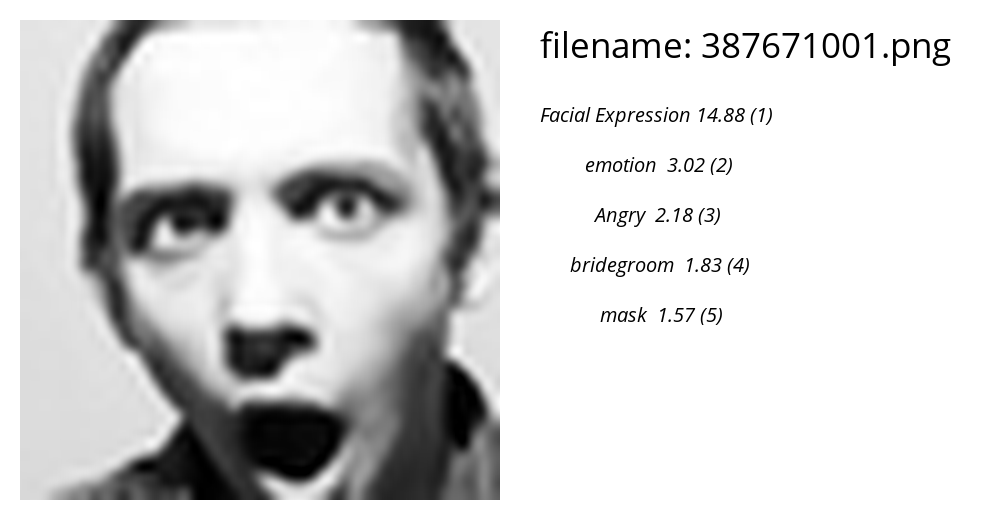 filename: 387671001.png
Facial Expression 14.88 (1)
emotion 3.02 (2)
Angry 2.18 (3)
bridegroom 1.83 (4)
mask 1.57 (5)